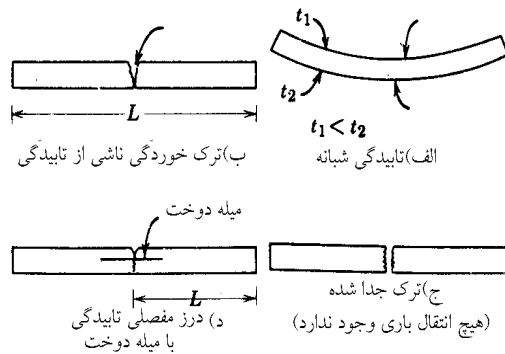 t₁
t₂
t₁ < t₂
الف)تابیدگی شبانه
L
ب)ترک خوردگی ناشی از تابیدگی
میله دوخت
ج)ترک جدا شده
(هیچ انتقال باری وجود ندارد)
L
د) درز مفصلی تابیدگی
با میله دوخت